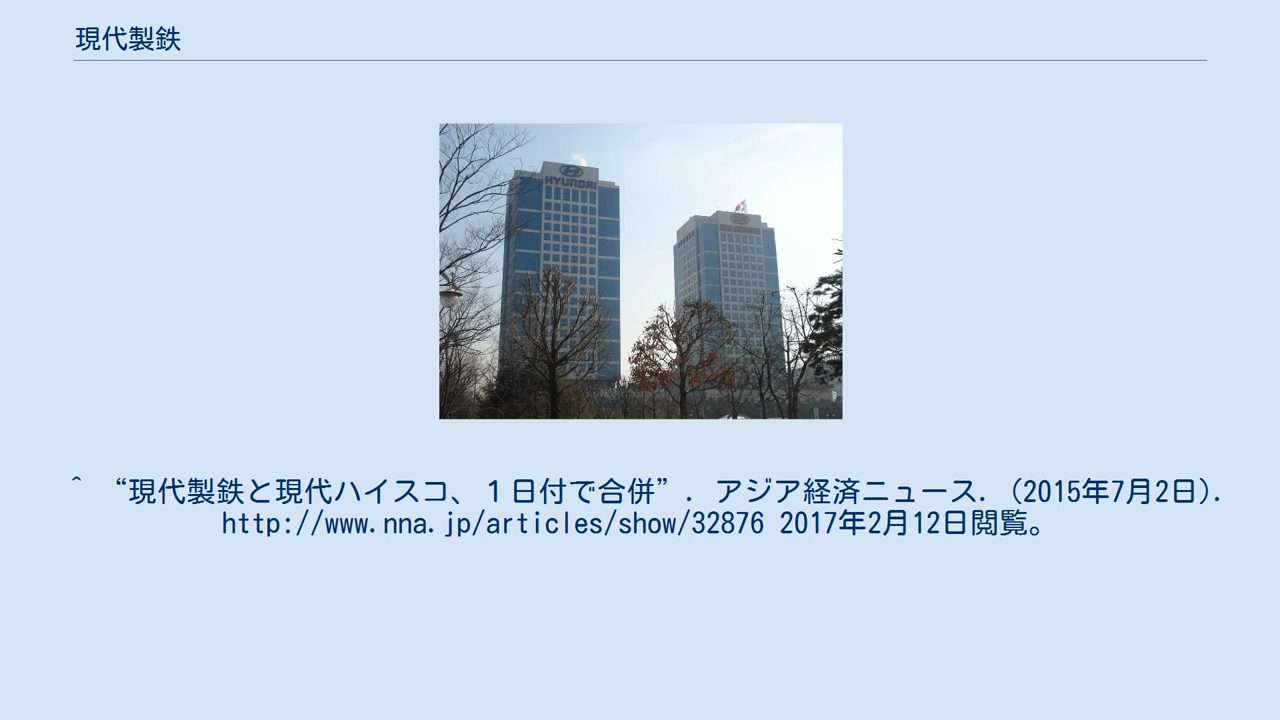 現代製鉄
HYUNDAI
^ “現代製鉄と現代ハイスコ、１日付で合併”. アジア経済ニュース. (2015年7月2日).
http://www.nna.jp/articles/show/32876 2017年2月12日閲覧。